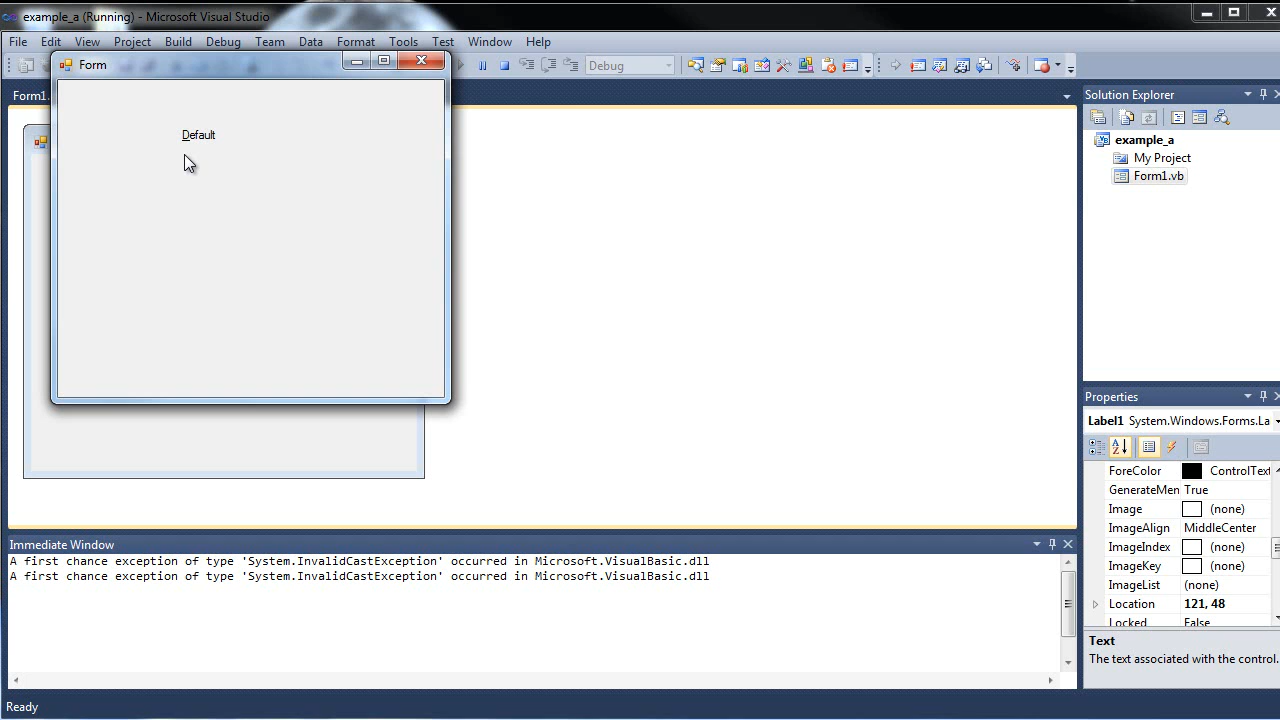 example_a (Running) - Microsoft Visual Studio
File Edit View Project Build Debug Team Data Format Tools Test Window Help
Form
Debug
Form1.
Default
Solution Explorer
example_a
My Project
Form1.vb
Properties
Label1 System.Windows.Forms.La
ForeColor ControlText
GenerateMen True
Image (none)
ImageAlign MiddleCenter
ImageIndex (none)
ImageKey (none)
ImageList (none)
Location 121, 48
Locked False
Text
The text associated with the control.
Immediate Window
A first chance exception of type 'System.InvalidCastException' occurred in Microsoft.VisualBasic.dll
A first chance exception of type 'System.InvalidCastException' occurred in Microsoft.VisualBasic.dll
Ready